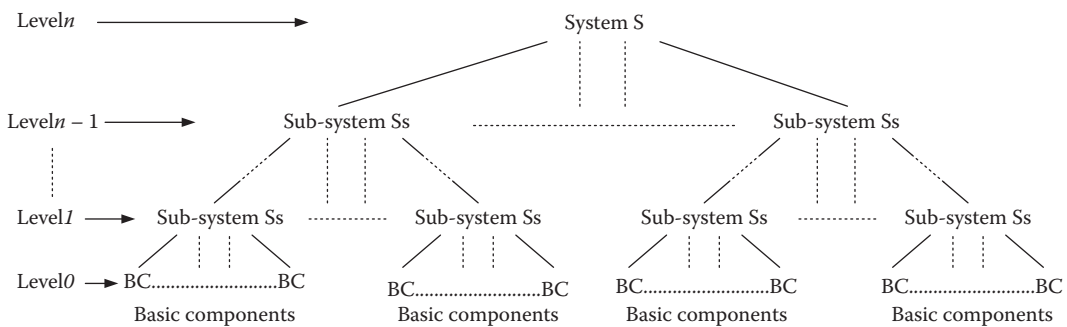 Leveln System S
Leveln – 1 Sub-system Ss Sub-system Ss
Level1 Sub-system Ss Sub-system Ss Sub-system Ss Sub-system Ss
Level0 BC............................BC BC............................BC BC............................BC BC............................BC
Basic components Basic components Basic components Basic components